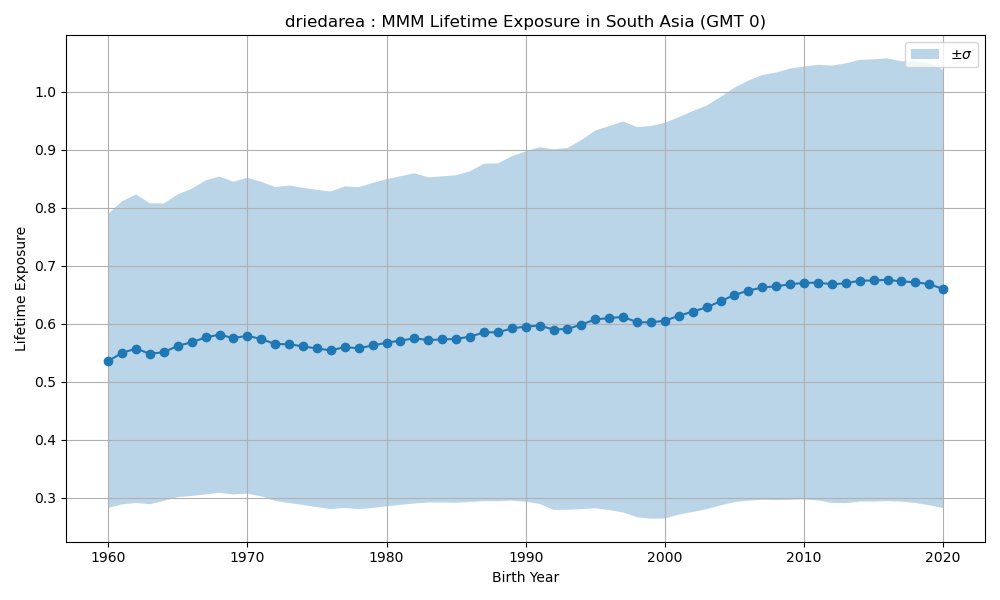 driedarea : MMM Lifetime Exposure in South Asia (GMT 0)
±σ
Lifetime Exposure
1.0
0.9
0.8
0.7
0.6
0.5
0.4
0.3
1960 1970 1980 1990 2000 2010 2020
Birth Year